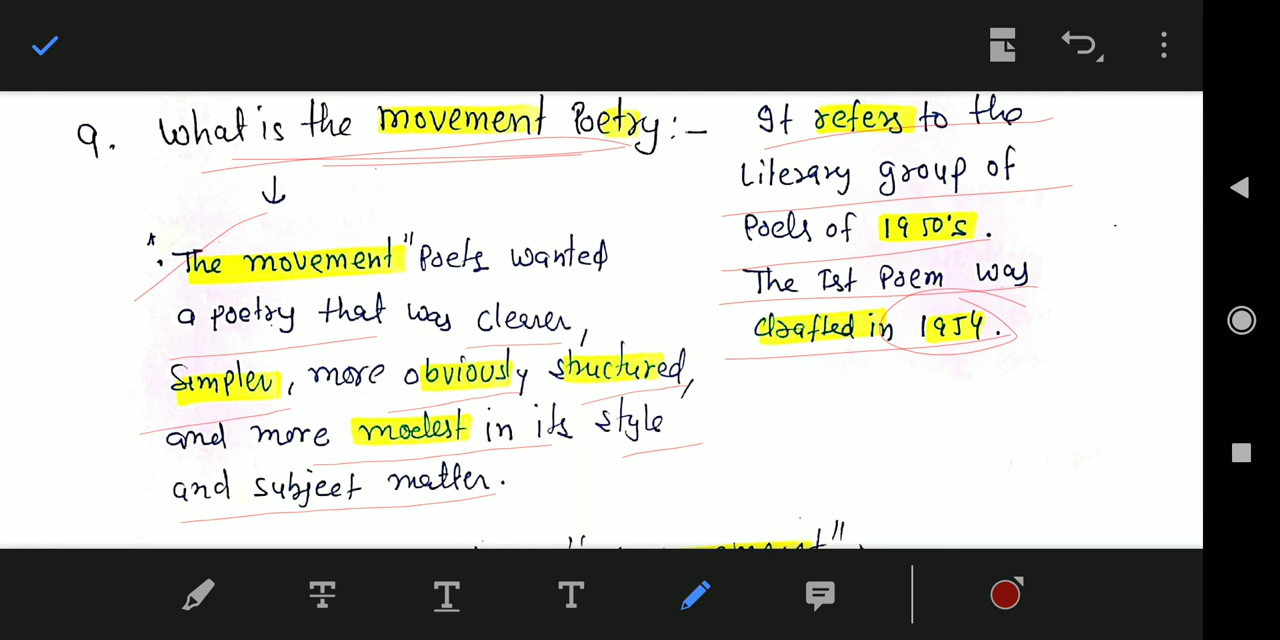 9. What is the movement Poetry:-
↓
* . The movement" Poets wanted
a poetry that was clearer,
Simpler, more obviously structured,
and more modest in its style
and subject matter.
It refers to the
Literary group of
Poets of 1950's.
The Ist Poem was
drafted in 1954.